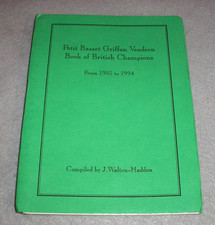 Petit Basset Griffon Vendeen
Book of British Champions
From 1985 to 1994
Compiled by J. Walton-Haddon